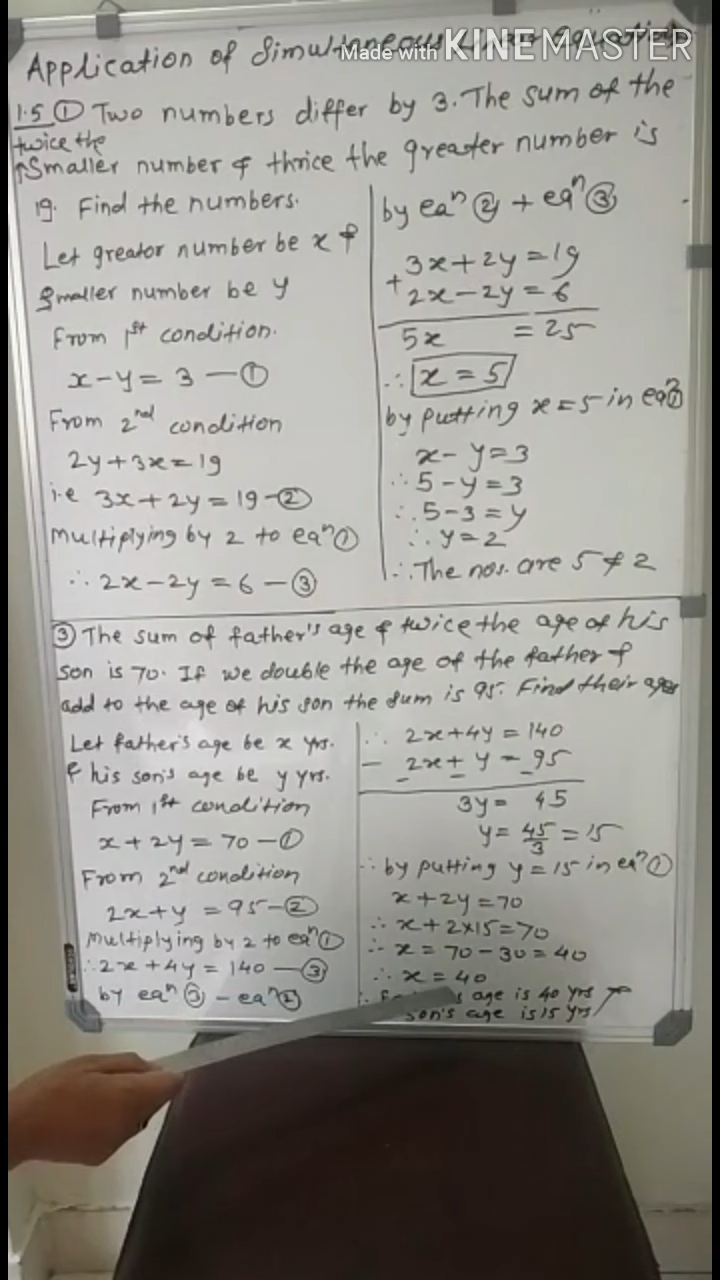 Application of Simultaneous Linear equation
Made with KINEMASTER
1.5 ① Two numbers differ by 3. The sum of the
twice the
↑Smaller number & thrice the greater number is
19. Find the numbers.
Let greator number be x &
Smaller number be y
From 1st condition.
x-y = 3 — ①
From 2nd condition
2y+3x=19
i.e 3x+2y=19-②
Multiplying by 2 to eqⁿ ①
∴ 2x-2y=6 — ③
by eqⁿ ② + eqⁿ ③
3x+2y=19
+ 2x-2y=6
5x = 25
∴ x = 5
by putting x=5 in eqⁿ①
x-y=3
∴ 5-y=3
∴ 5-3=y
∴ y=2
∴ The nos. are 5 & 2
③ The sum of father's age & twice the age of his
son is 70. If we double the age of the father &
add to the age of his son the sum is 95. Find their ages
Let father's age be x yrs.
& his son's age be y yrs.
From 1st condition
x+2y=70 — ①
From 2nd condition
2x+y=95-②
Multiplying by 2 to eqⁿ①
∴ 2x+4y=140 — ③
by eqⁿ ③ - eqⁿ②
∴ 2x+4y=140
- 2x+y=95
- - -
3y= 45
y= 45/3 =15
∴ by putting y=15 in eqⁿ①
x+2y=70
∴ x+2×15=70
∴ x=70-30=40
∴ x=40
age is 40 yrs &
son's age is 15 yrs